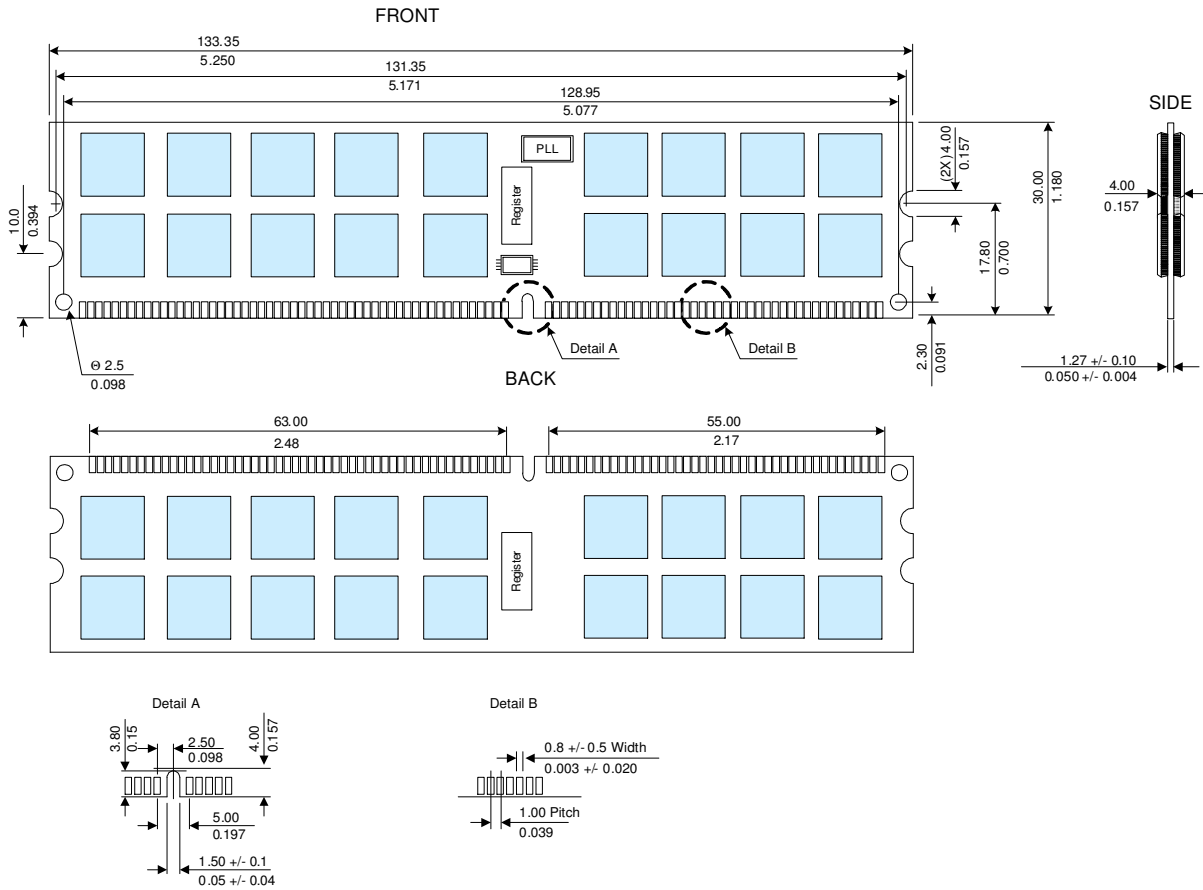 FRONT
133.35
5.250
131.35
5.171
128.95
5.077
SIDE
PLL
Register
(2X) 4.00
0.157
30.00
1.180
17.80
0.700
10.0
0.394
4.00
0.157
2.30
0.091
1.27 +/- 0.10
0.050 +/- 0.004
Θ 2.5
0.098
Detail A
Detail B
BACK
63.00
2.48
55.00
2.17
Register
Detail A
3.80
0.15
2.50
0.098
4.00
0.157
5.00
0.197
1.50 +/- 0.1
0.05 +/- 0.04
Detail B
0.8 +/- 0.5 Width
0.003 +/- 0.020
1.00 Pitch
0.039